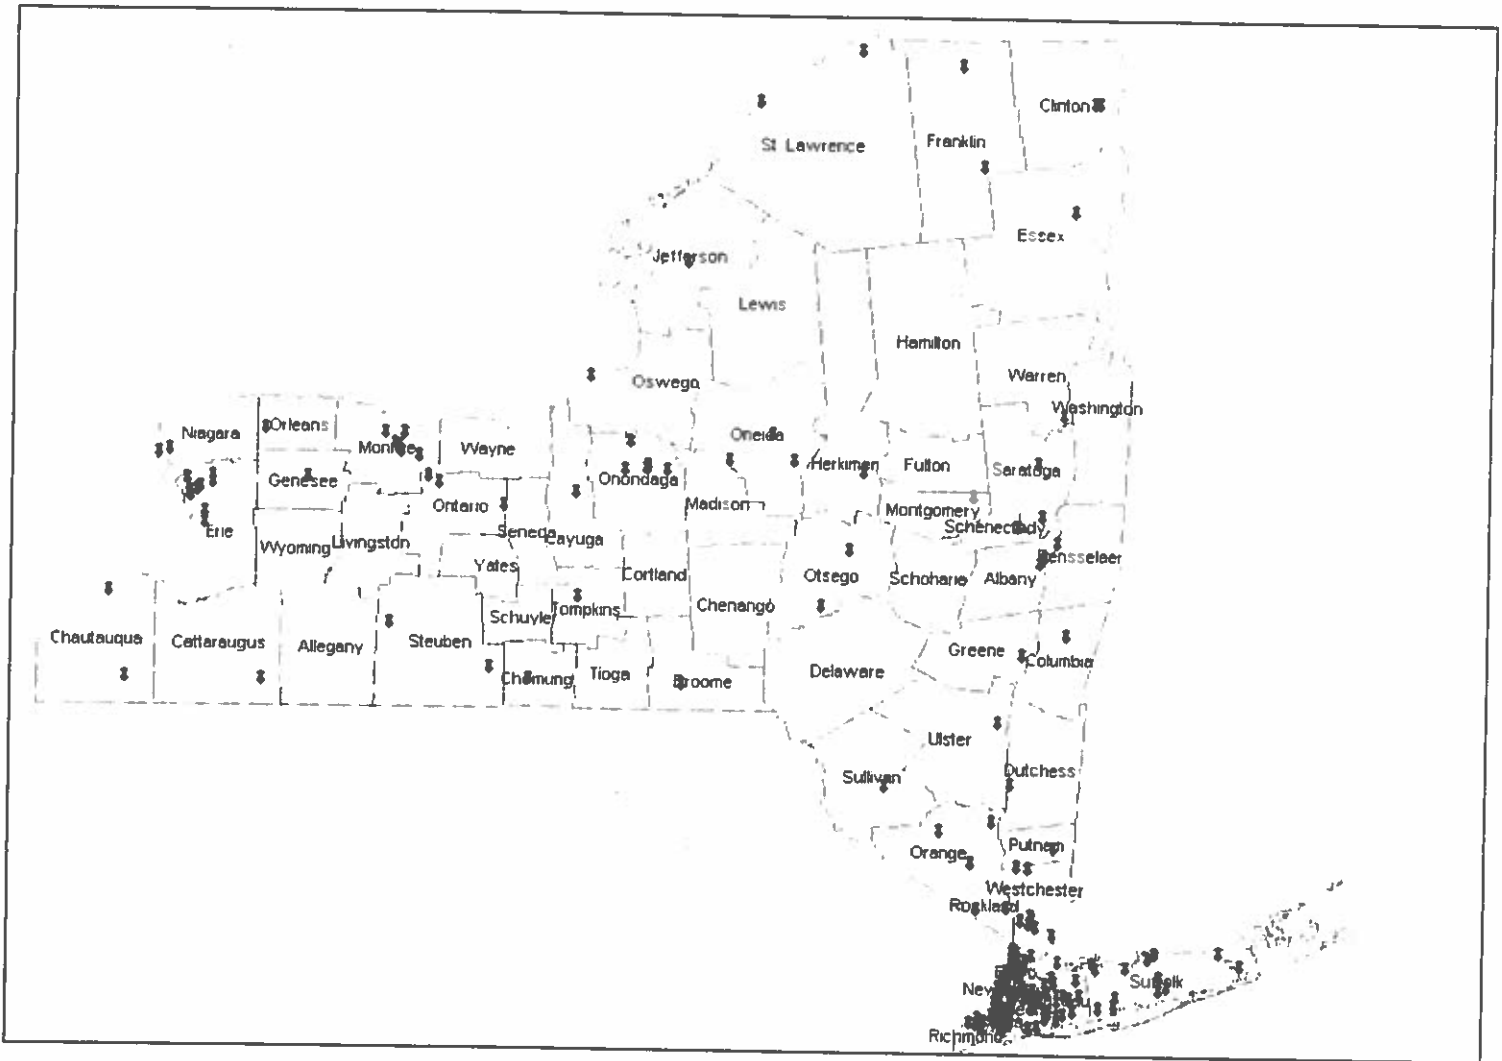 Clinton
St Lawrence
Franklin
Essex
Jefferson
Lewis
Hamilton
Oswego
Warren
Washington
Niagara
Orleans
Monroe
Wayne
Oneida
Herkimer
Fulton
Saratoga
Genesee
Onondaga
Ontario
Madison
Montgomery
Schenectady
Erie
Wyoming
Livingston
Seneca
Cayuga
Yates
Cortland
Otsego
Schoharie
Albany
Rensselaer
Chautauqua
Cattaraugus
Allegany
Steuben
Schuyler
Tompkins
Chenango
Greene
Columbia
Chemung
Tioga
Broome
Delaware
Ulster
Sullivan
Dutchess
Orange
Putnam
Westchester
Rockland
Suffolk
New
Richmond